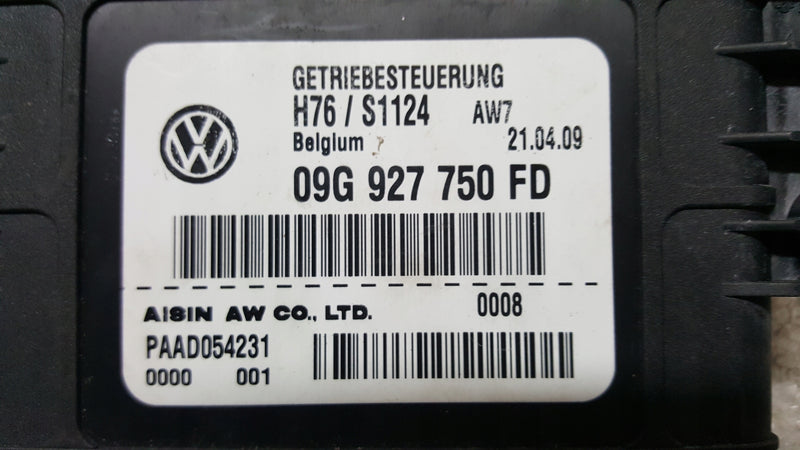 GETRIEBESTEUERUNG
H76 / S1124 AW7
Belgium 21.04.09
09G 927 750 FD
AISIN AW CO., LTD. 0008
PAAD054231
0000 001